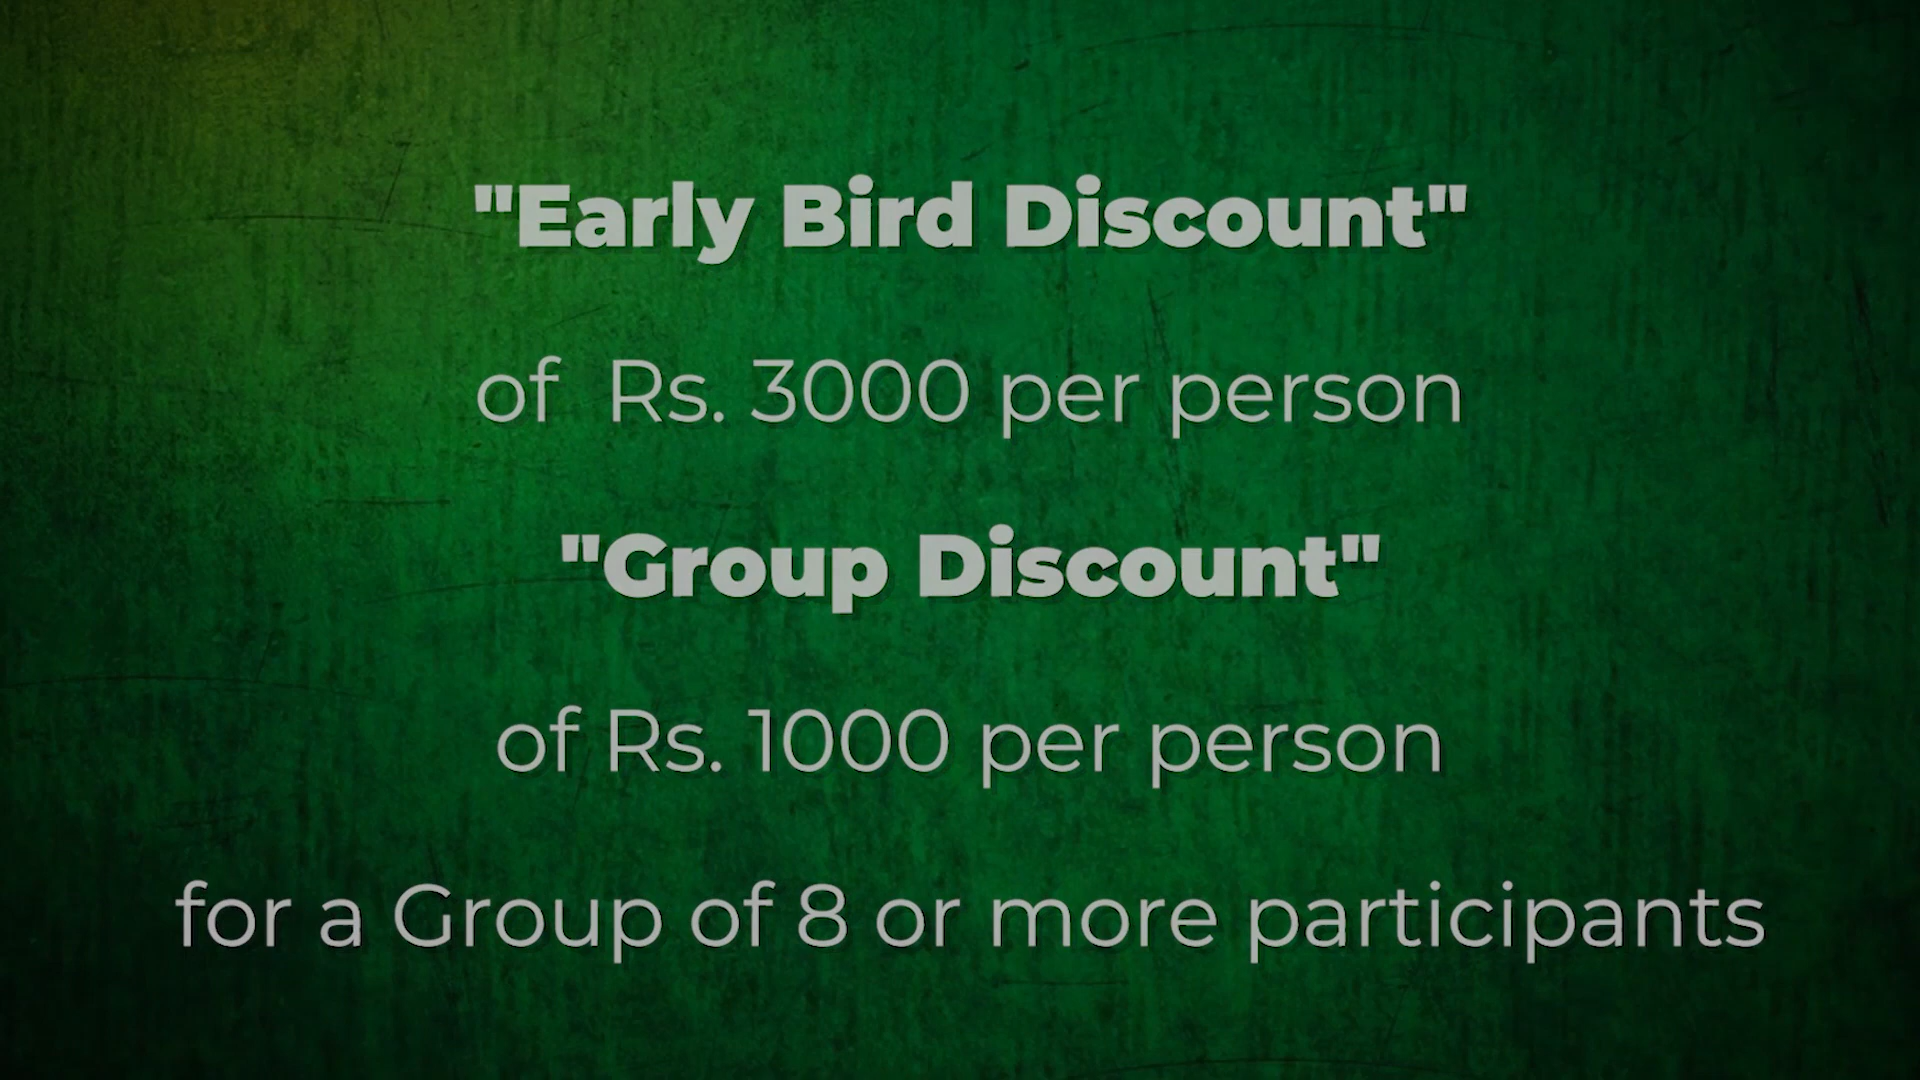 "Early Bird Discount"
of Rs. 3000 per person
"Group Discount"
of Rs. 1000 per person
for a Group of 8 or more participants